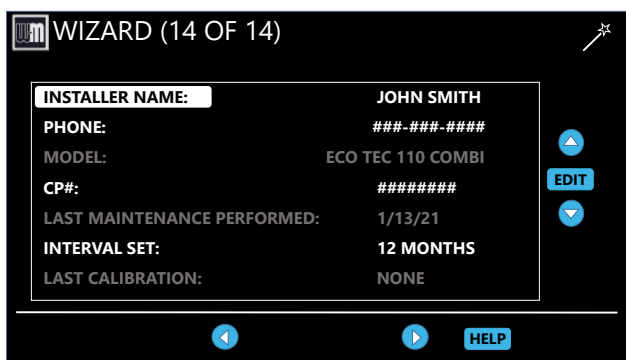 wm WIZARD (14 OF 14)
INSTALLER NAME: JOHN SMITH
PHONE: ###-###-####
MODEL: ECO TEC 110 COMBI
CP#: ########
EDIT
LAST MAINTENANCE PERFORMED: 1/13/21
INTERVAL SET: 12 MONTHS
LAST CALIBRATION: NONE
HELP